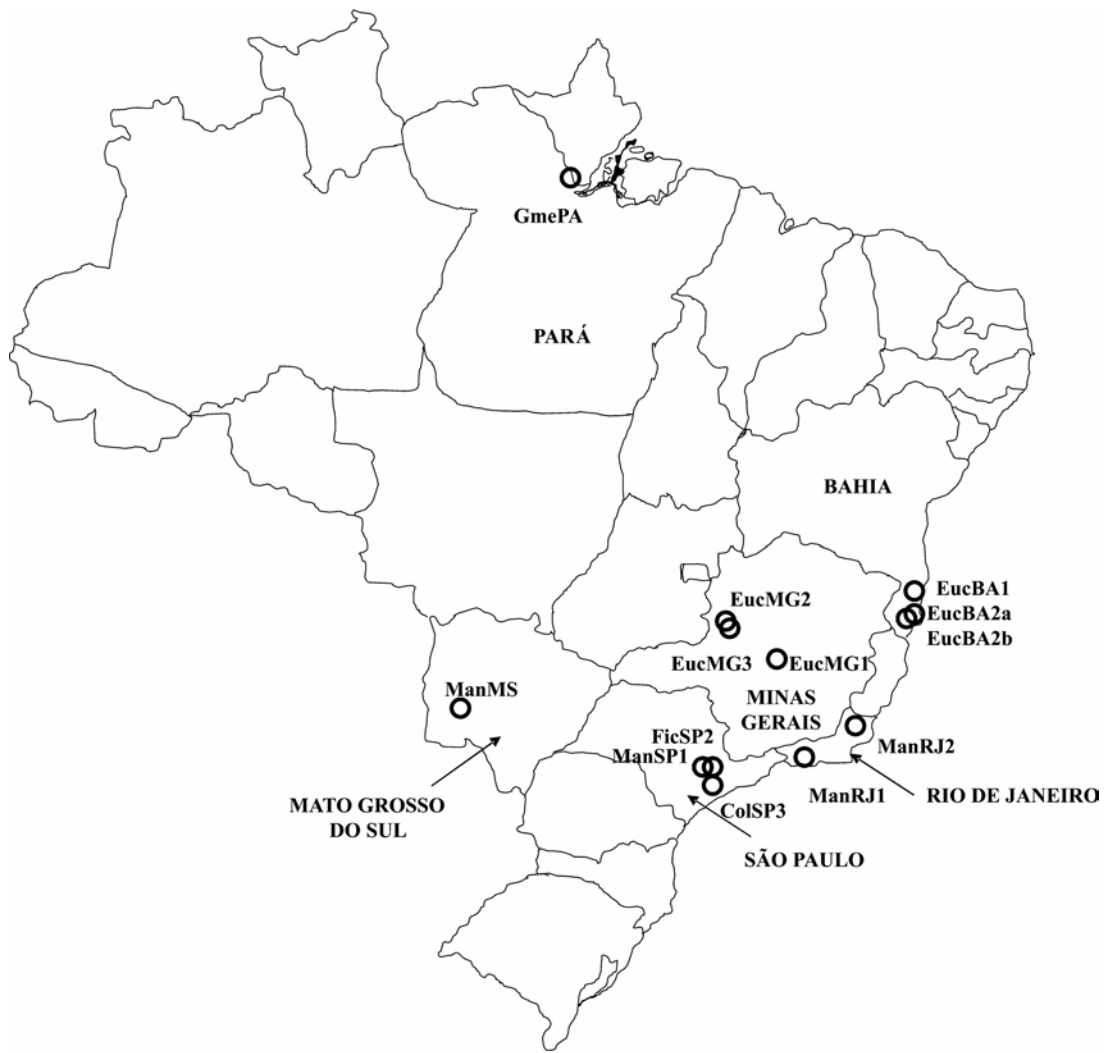 GmePA
PARÁ
BAHIA
EucBA1
EucMG2
EucBA2a
EucBA2b
EucMG3
EucMG1
ManMS
MINAS
GERAIS
FicSP2
ManSP1
ManRJ2
ManRJ1
RIO DE JANEIRO
MATO GROSSO
DO SUL
ColSP3
SÃO PAULO